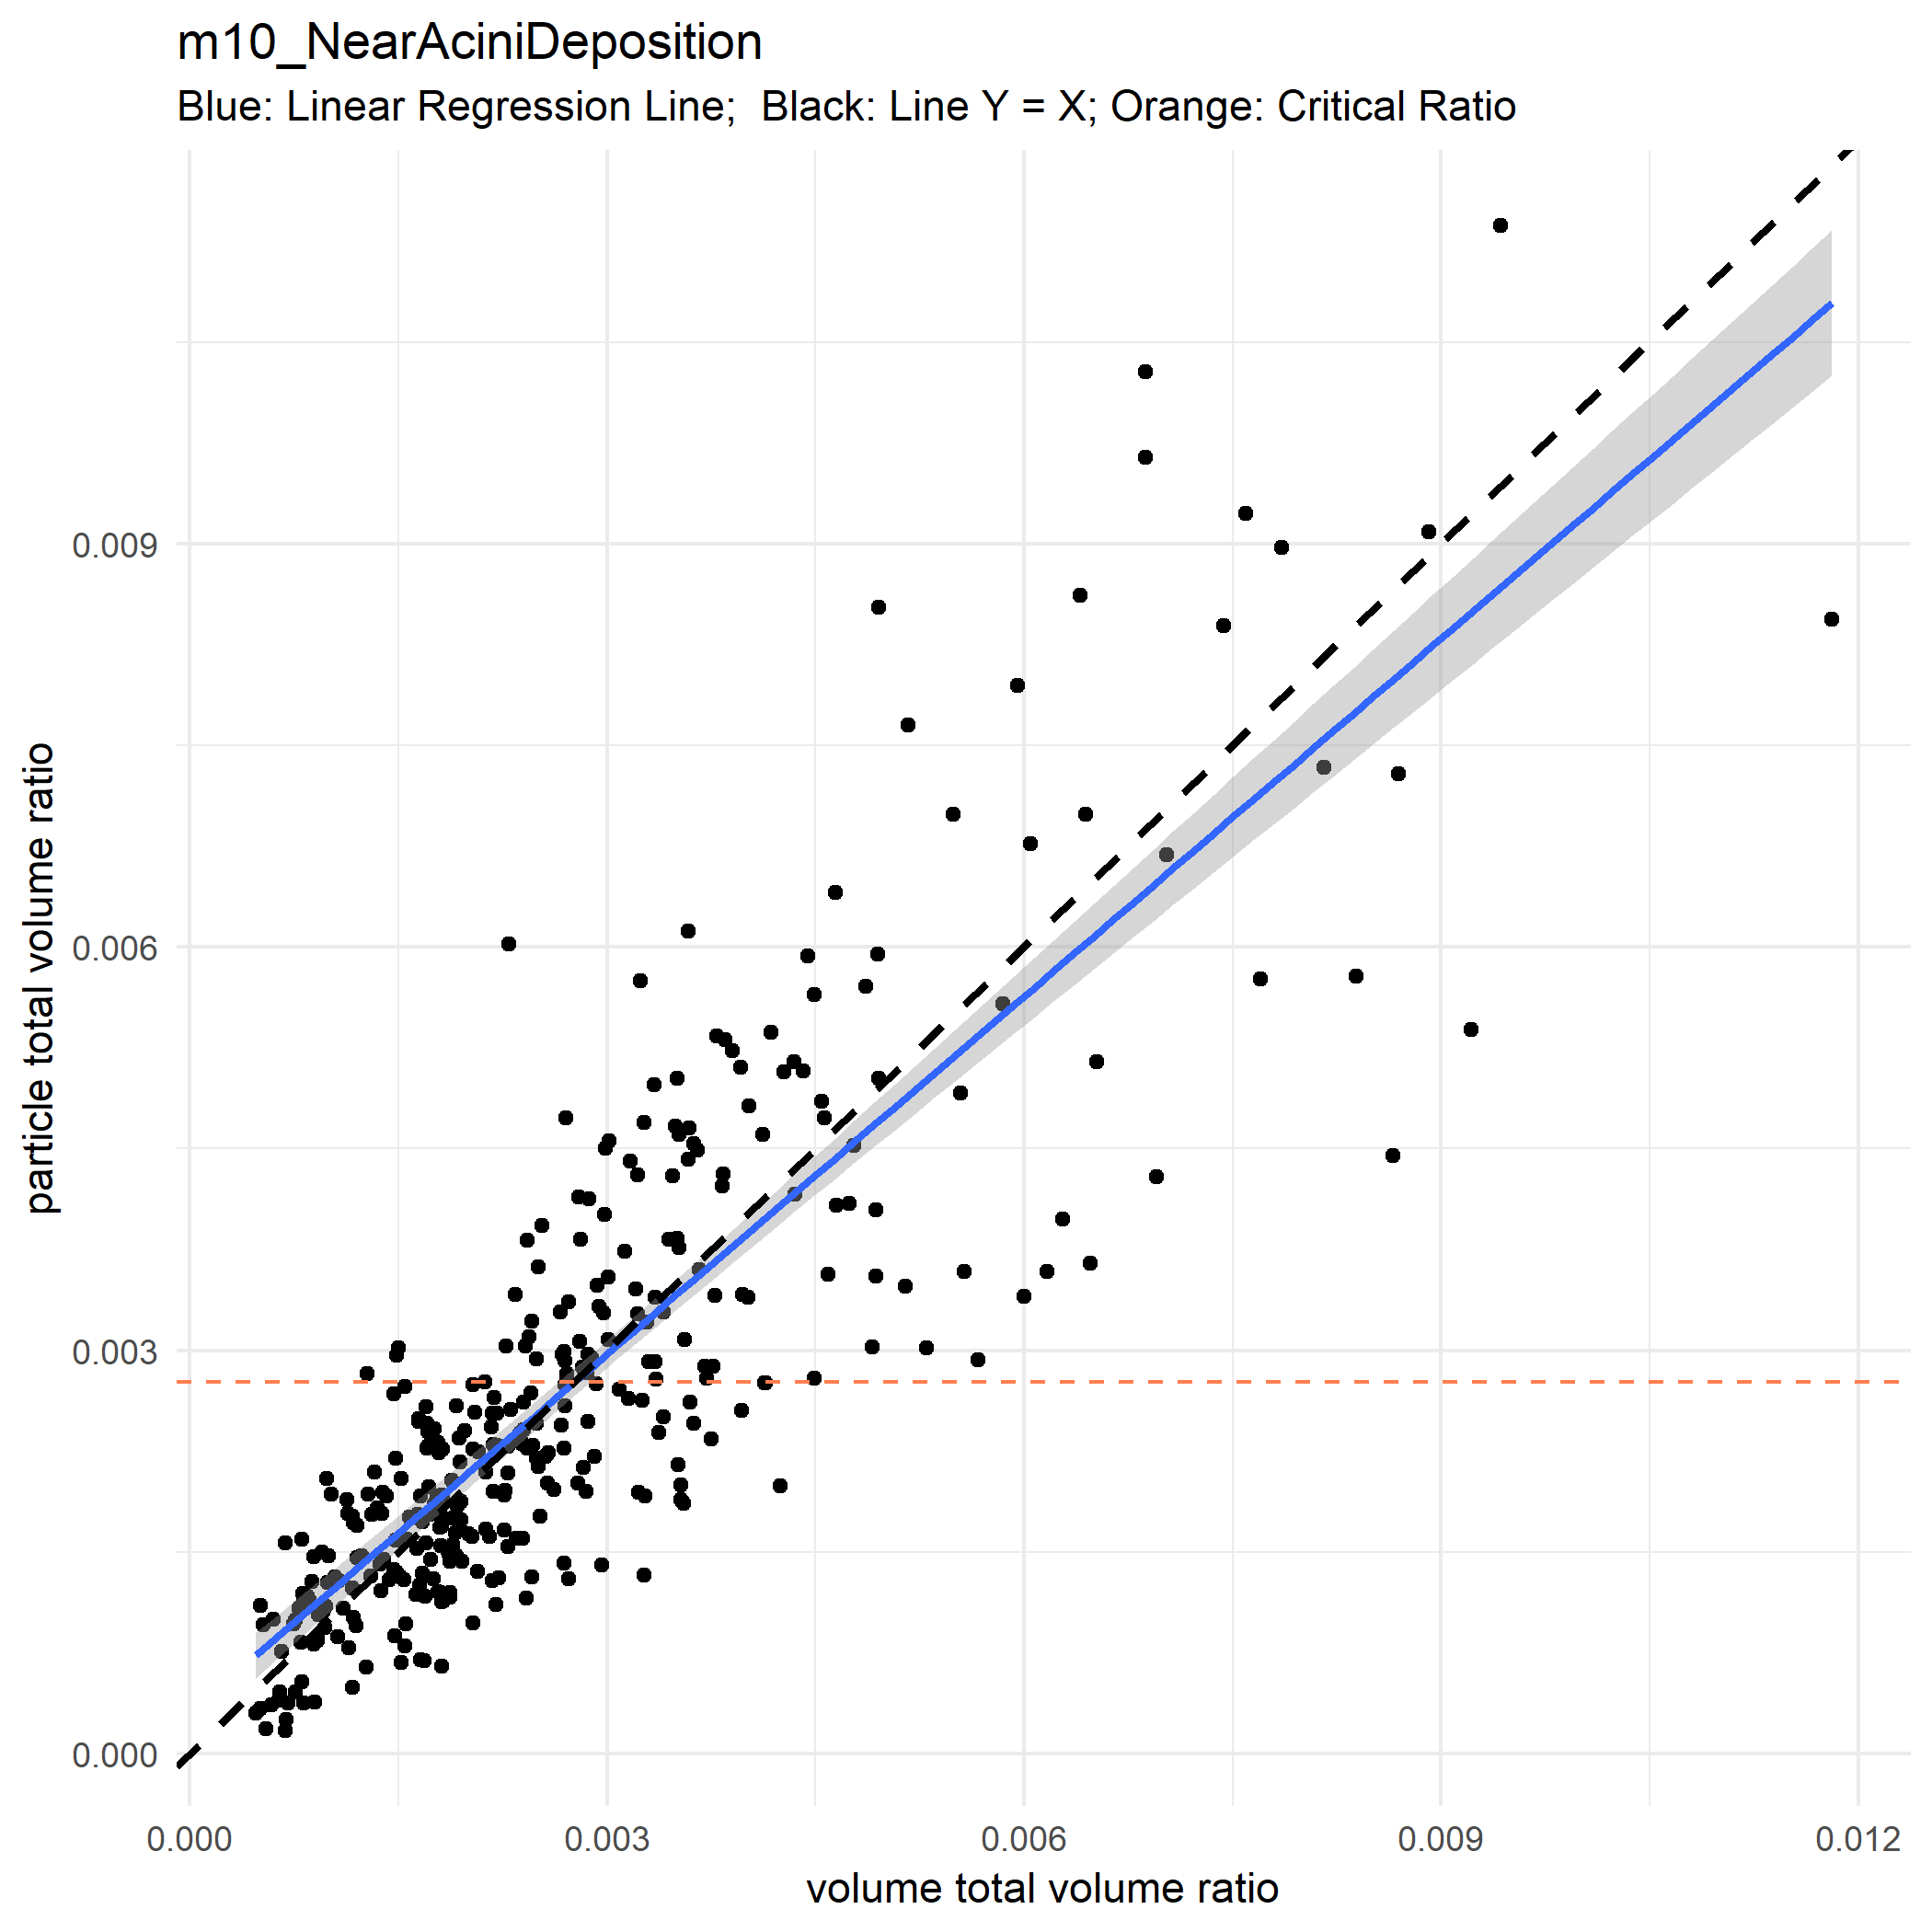 m10_NearAciniDeposition
Blue: Linear Regression Line;  Black: Line Y = X; Orange: Critical Ratio
particle total volume ratio
0.009
0.006
0.003
0.000
0.000 0.003 0.006 0.009 0.012
volume total volume ratio